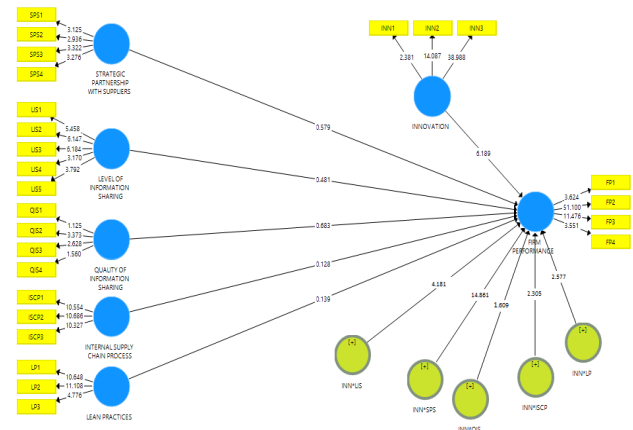 SPS1
SPS2
SPS3
SPS4
3.125
2.936
3.322
3.276
STRATEGIC
PARTNERSHIP
WITH SUPPLIERS
LIS1
LIS2
LIS3
LIS4
LIS5
5.458
6.147
6.184
3.170
3.792
LEVEL OF
INFORMATION
SHARING
QIS1
QIS2
QIS3
QIS4
1.125
3.373
2.628
1.560
QUALITY OF
INFORMATION
SHARING
ISCP1
ISCP2
ISCP3
10.554
10.686
10.327
INTERNAL SUPPLY
CHAIN PROCESS
LP1
LP2
LP3
10.648
11.108
4.776
LEAN PRACTICES
0.579
0.481
0.683
0.128
0.139
INN1
INN2
INN3
2.381
14.087
38.988
INNOVATION
6.189
FIRM
PERFORMANCE
3.624
51.100
11.476
3.551
FP1
FP2
FP3
FP4
4.181
14.861
1.609
2.305
2.577
[+]
INN*LIS
[+]
INN*SPS
[+]
INN*QIS
[+]
INN*ISCP
[+]
INN*LP